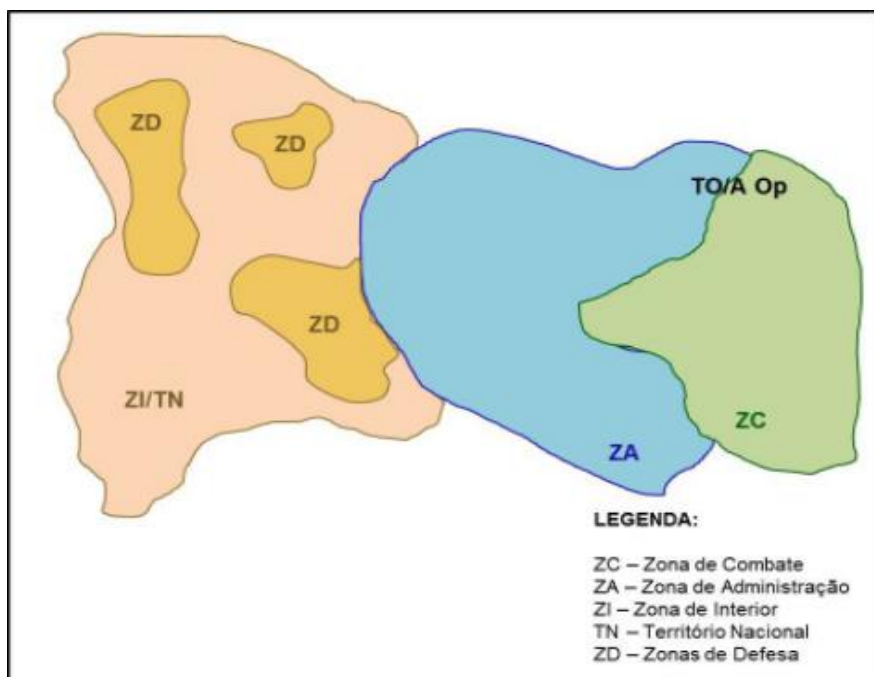 ZD
ZD
TO/A Op
ZD
ZI/TN
ZC
ZA
LEGENDA:
ZC – Zona de Combate
ZA – Zona de Administração
ZI – Zona de Interior
TN – Território Nacional
ZD – Zonas de Defesa